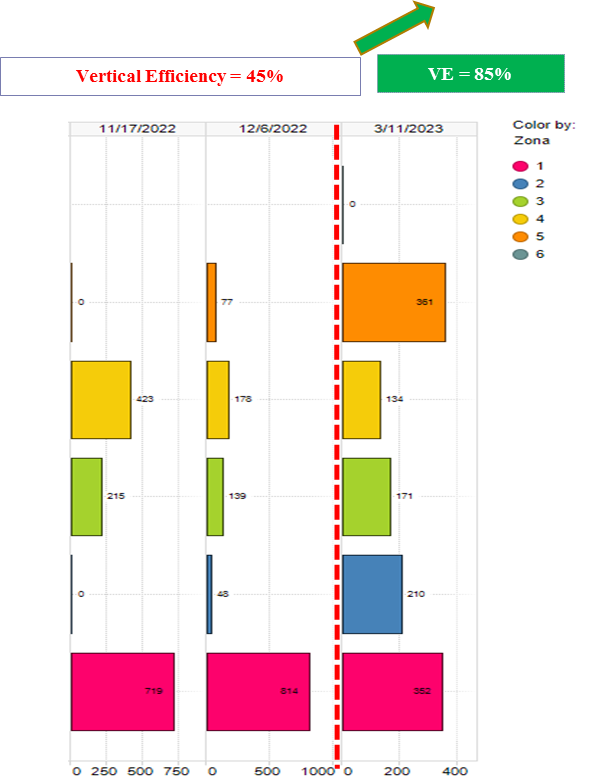 Vertical Efficiency = 45%
VE = 85%
11/17/2022 12/6/2022 3/11/2023
Color by:
Zona
1
2
3
4
5
6
0
0 77 361
423 178 134
215 139 171
0 48 210
719 814 352
0 250 500 750 0 500 1000 0 200 400